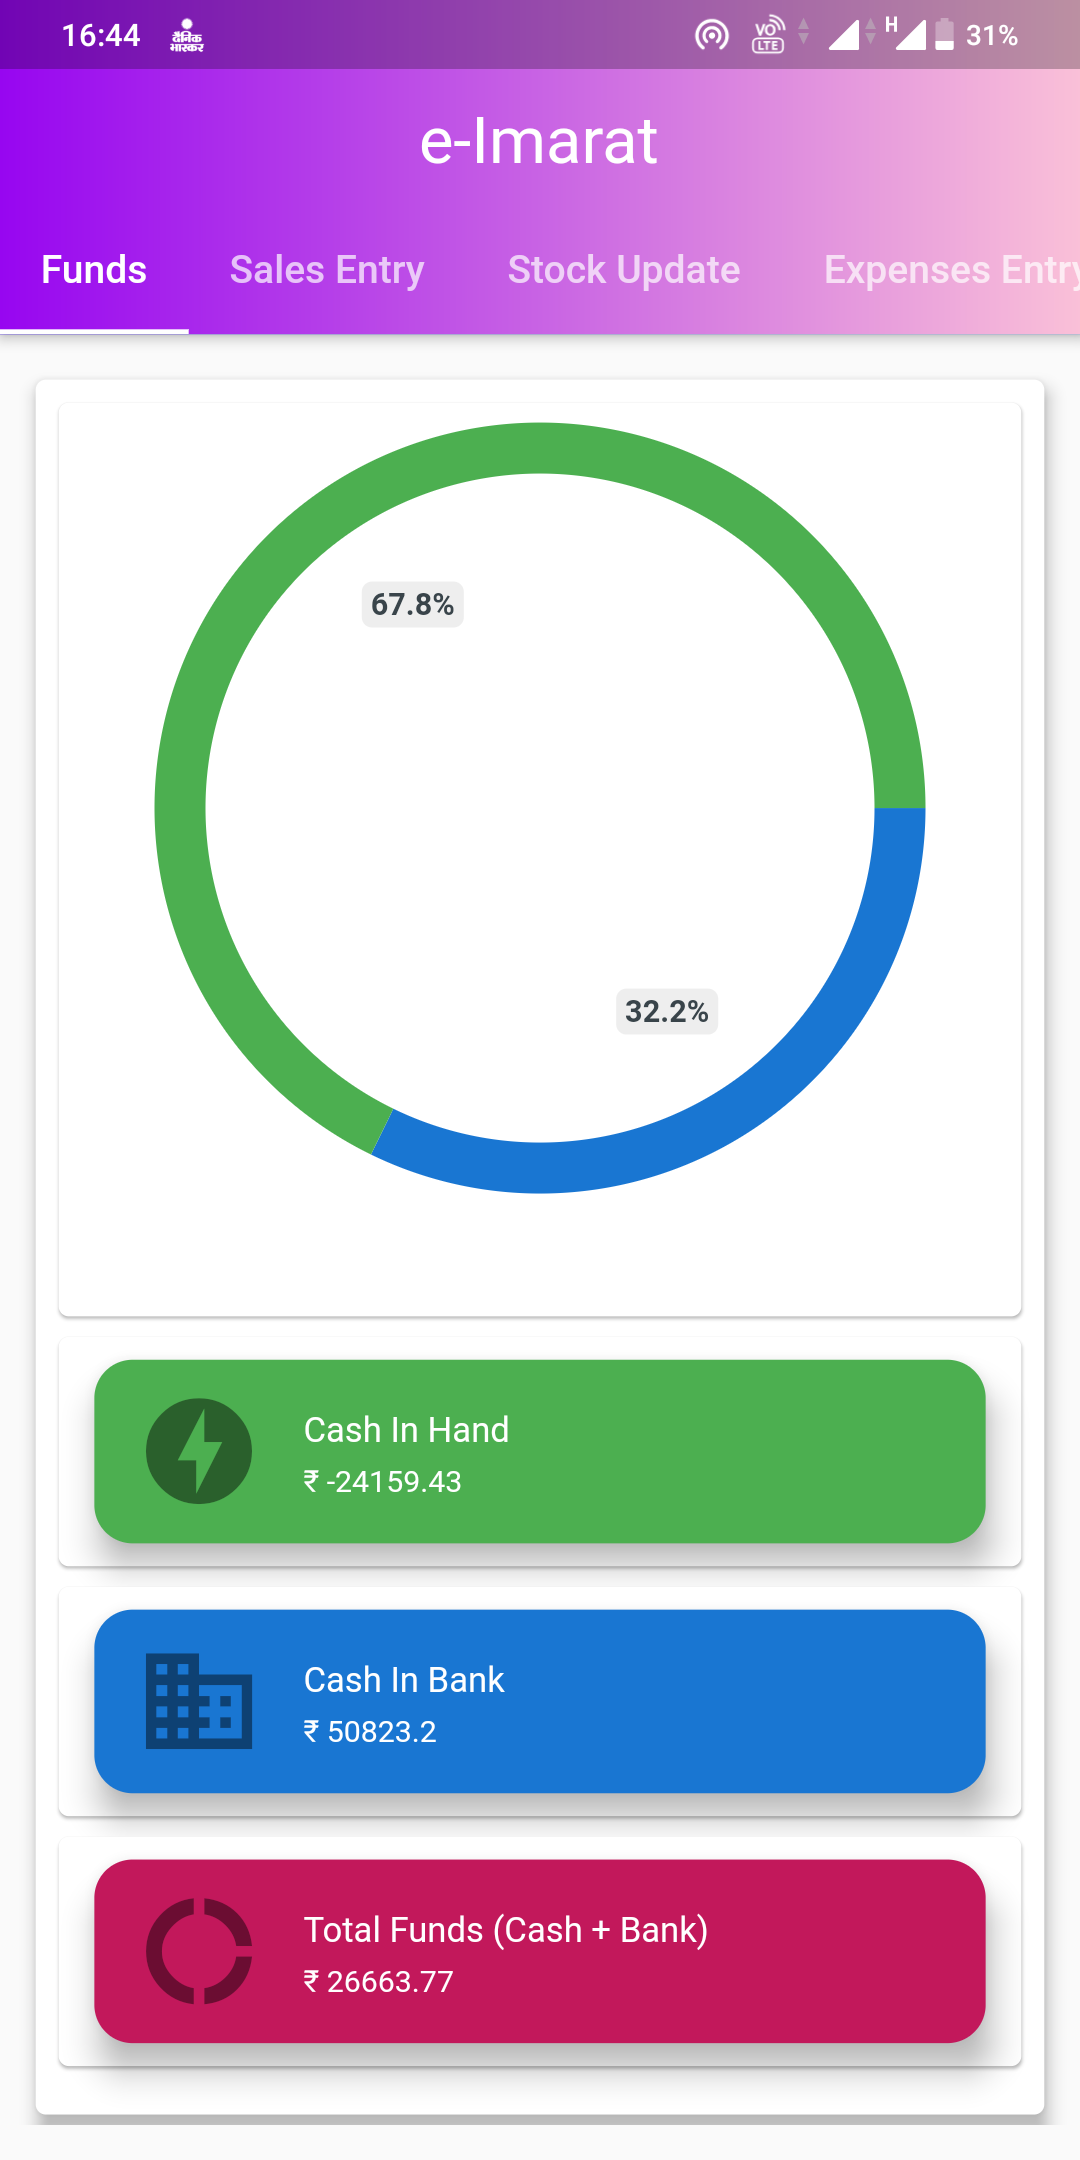 16:44
दैनिक
भास्कर
VO
LTE
H
31%
e-Imarat
Funds
Sales Entry
Stock Update
Expenses Entry
67.8%
32.2%
Cash In Hand
₹ -24159.43
Cash In Bank
₹ 50823.2
Total Funds (Cash + Bank)
₹ 26663.77